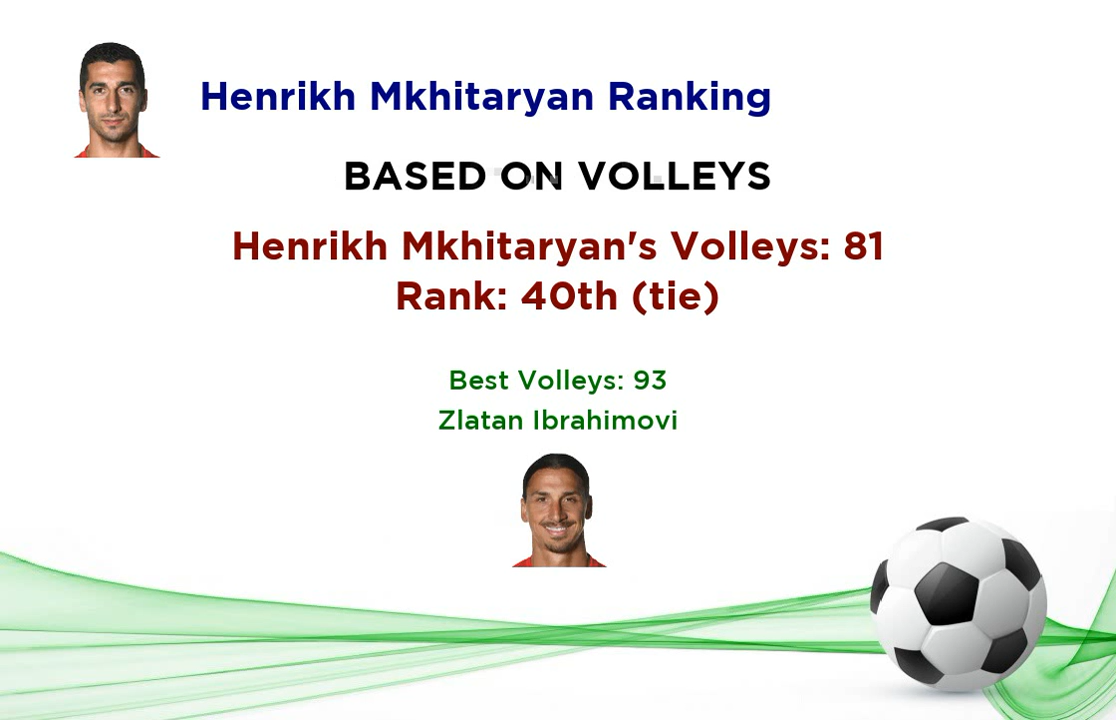 Henrikh Mkhitaryan Ranking
BASED ON VOLLEYS
Henrikh Mkhitaryan's Volleys: 81
Rank: 40th (tie)
Best Volleys: 93
Zlatan Ibrahimovi